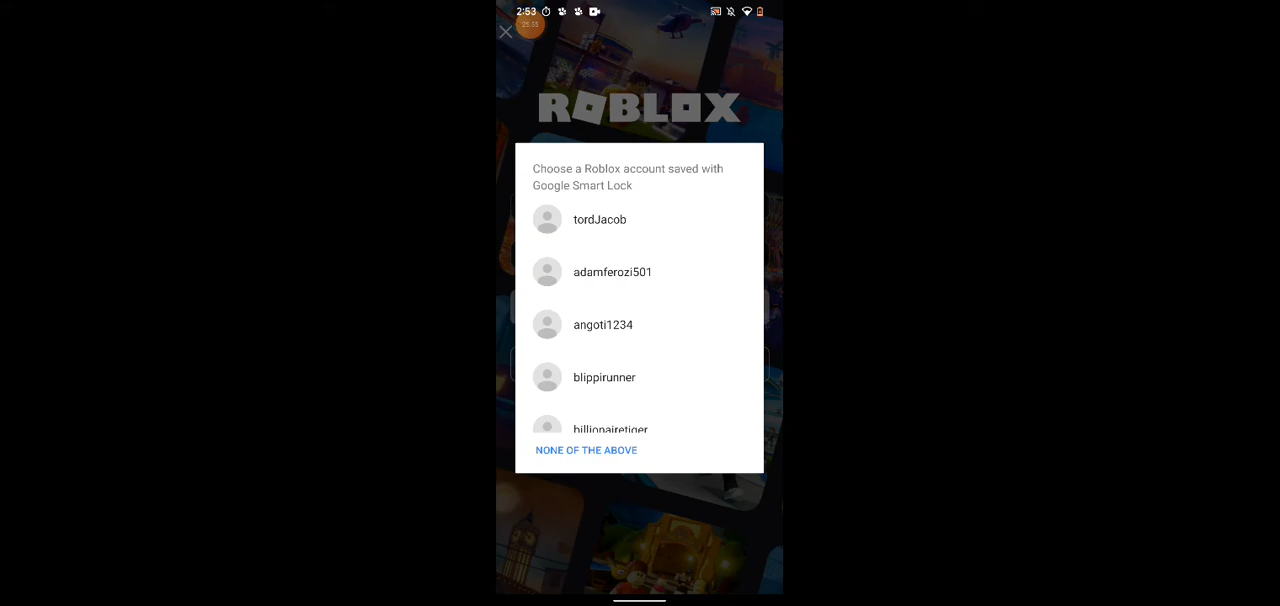 2:53
ROBLOX
Choose a Roblox account saved with
Google Smart Lock
tordJacob
adamferozi501
angoti1234
blippirunner
billionairetiger
NONE OF THE ABOVE